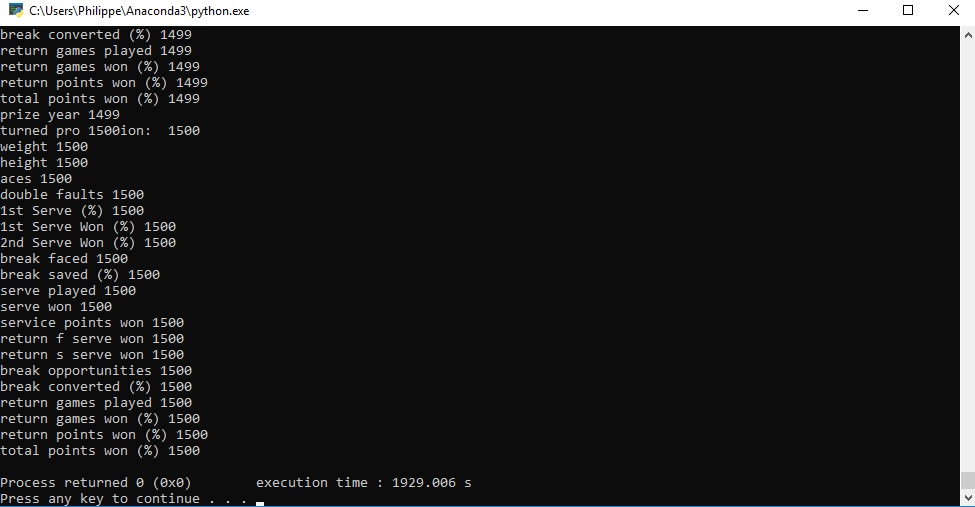 C:\Users\Philippe\Anaconda3\python.exe
break converted (%) 1499
return games played 1499
return games won (%) 1499
return points won (%) 1499
total points won (%) 1499
prize year 1499
turned pro 1500ion:  1500
weight 1500
height 1500
aces 1500
double faults 1500
1st Serve (%) 1500
1st Serve Won (%) 1500
2nd Serve Won (%) 1500
break faced 1500
break saved (%) 1500
serve played 1500
serve won 1500
service points won 1500
return f serve won 1500
return s serve won 1500
break opportunities 1500
break converted (%) 1500
return games played 1500
return games won (%) 1500
return points won (%) 1500
total points won (%) 1500
Process returned 0 (0x0)        execution time : 1929.006 s
Press any key to continue . . .